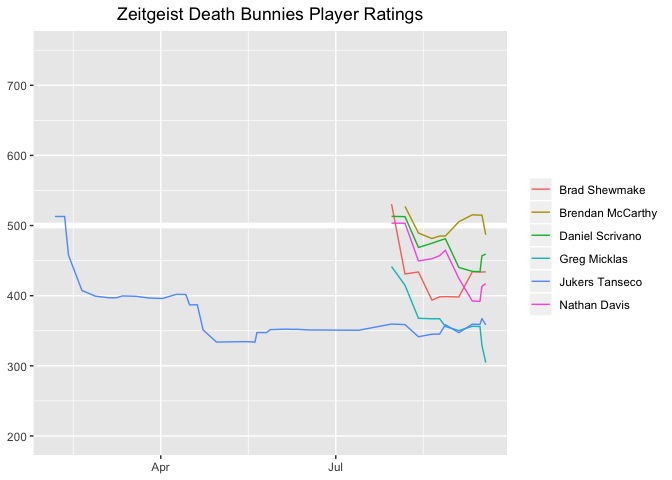 Zeitgeist Death Bunnies Player Ratings
700
600
500
400
300
200
Apr
Jul
Brad Shewmake
Brendan McCarthy
Daniel Scrivano
Greg Micklas
Jukers Tanseco
Nathan Davis